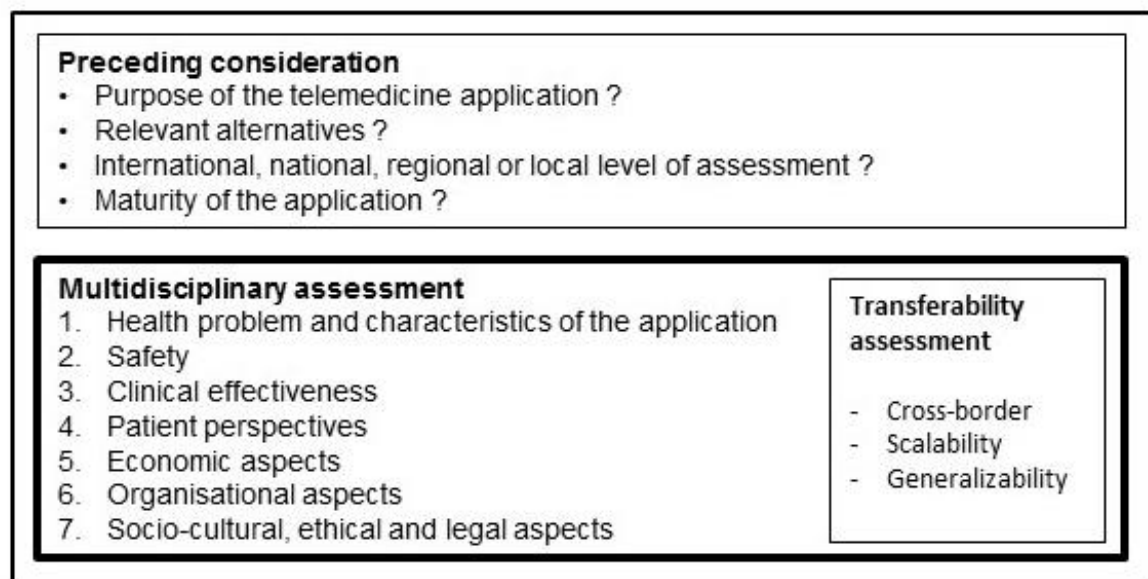 Preceding consideration
• Purpose of the telemedicine application ?
• Relevant alternatives ?
• International, national, regional or local level of assessment ?
• Maturity of the application ?
Multidisciplinary assessment
1. Health problem and characteristics of the application
2. Safety
3. Clinical effectiveness
4. Patient perspectives
5. Economic aspects
6. Organisational aspects
7. Socio-cultural, ethical and legal aspects
Transferability
assessment
- Cross-border
- Scalability
- Generalizability